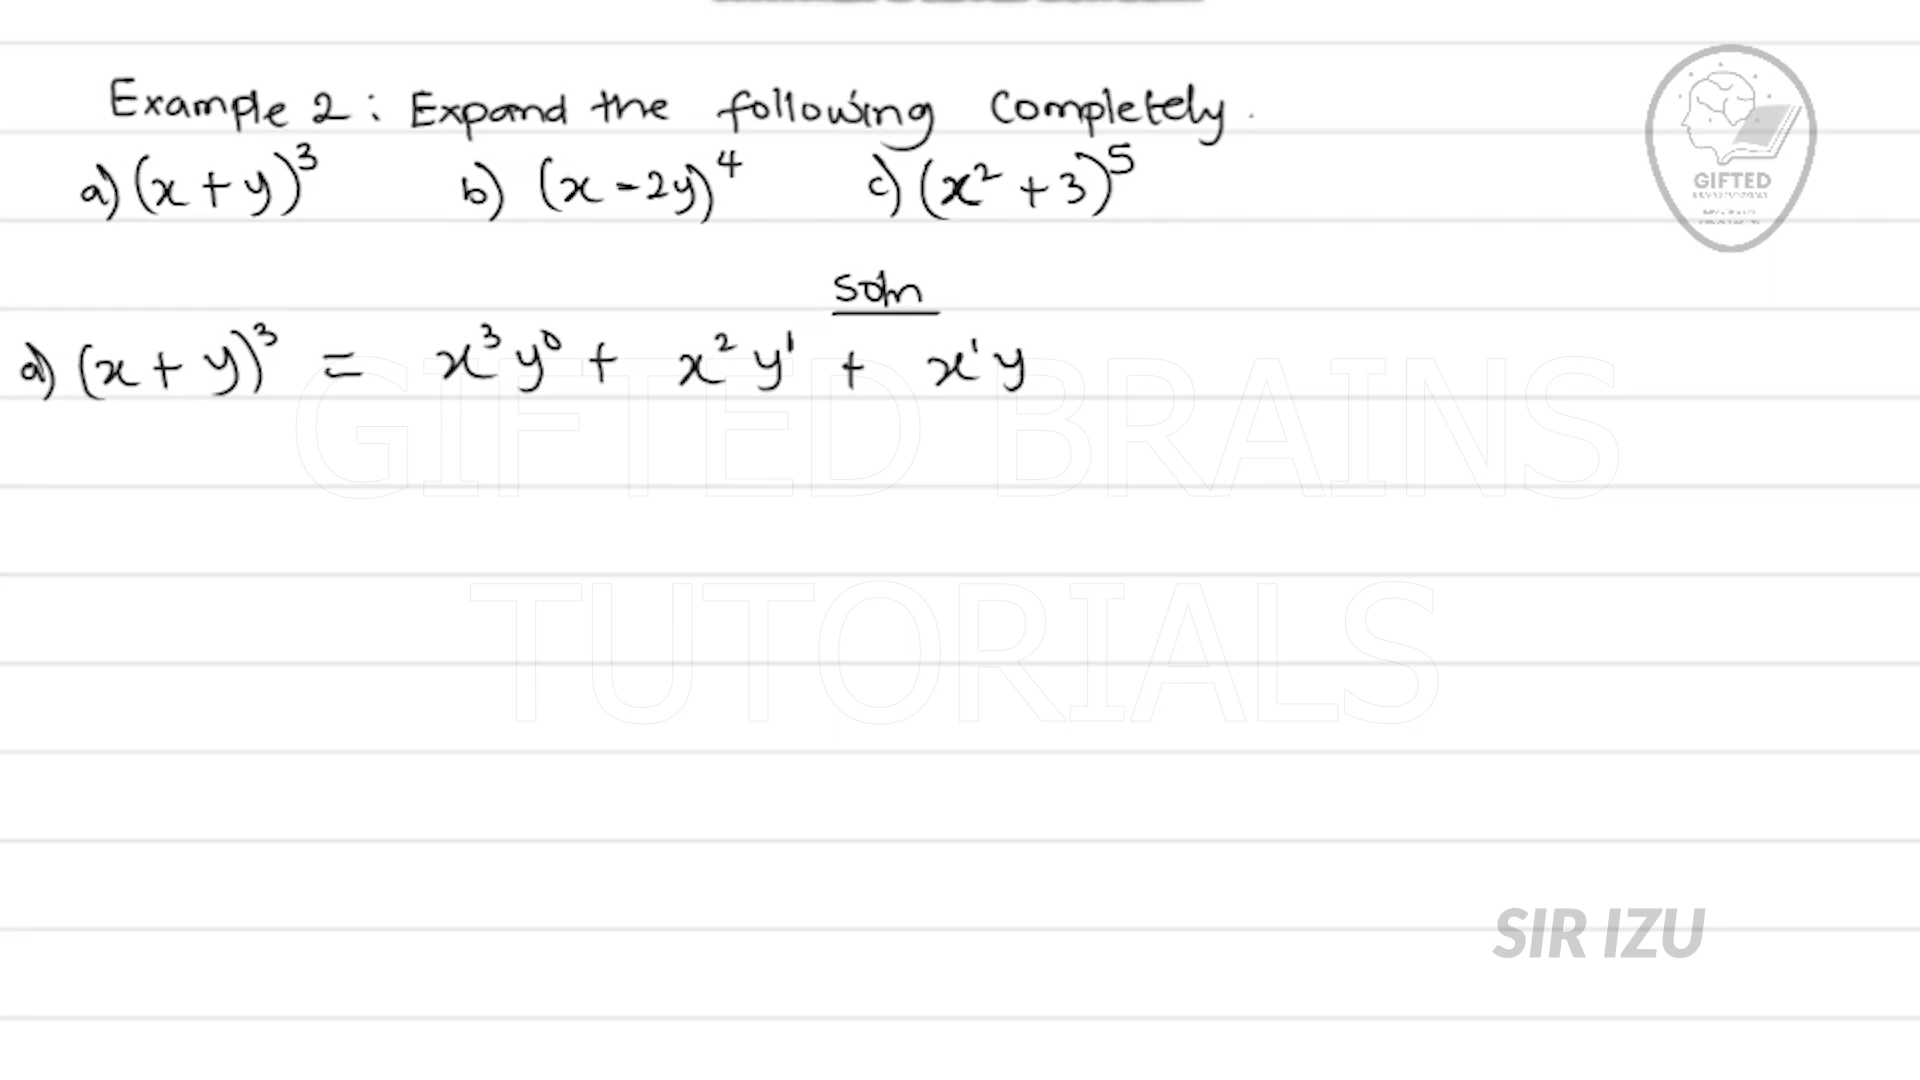 Example 2: Expand the following Completely.
a) (x + y)³ b) (x - 2y)⁴ c) (x² + 3)⁵
GIFTED
Soln
a) (x + y)³ = x³y⁰ + x²y¹ + x¹y
GIFTED BRAINS
TUTORIALS
SIR IZU